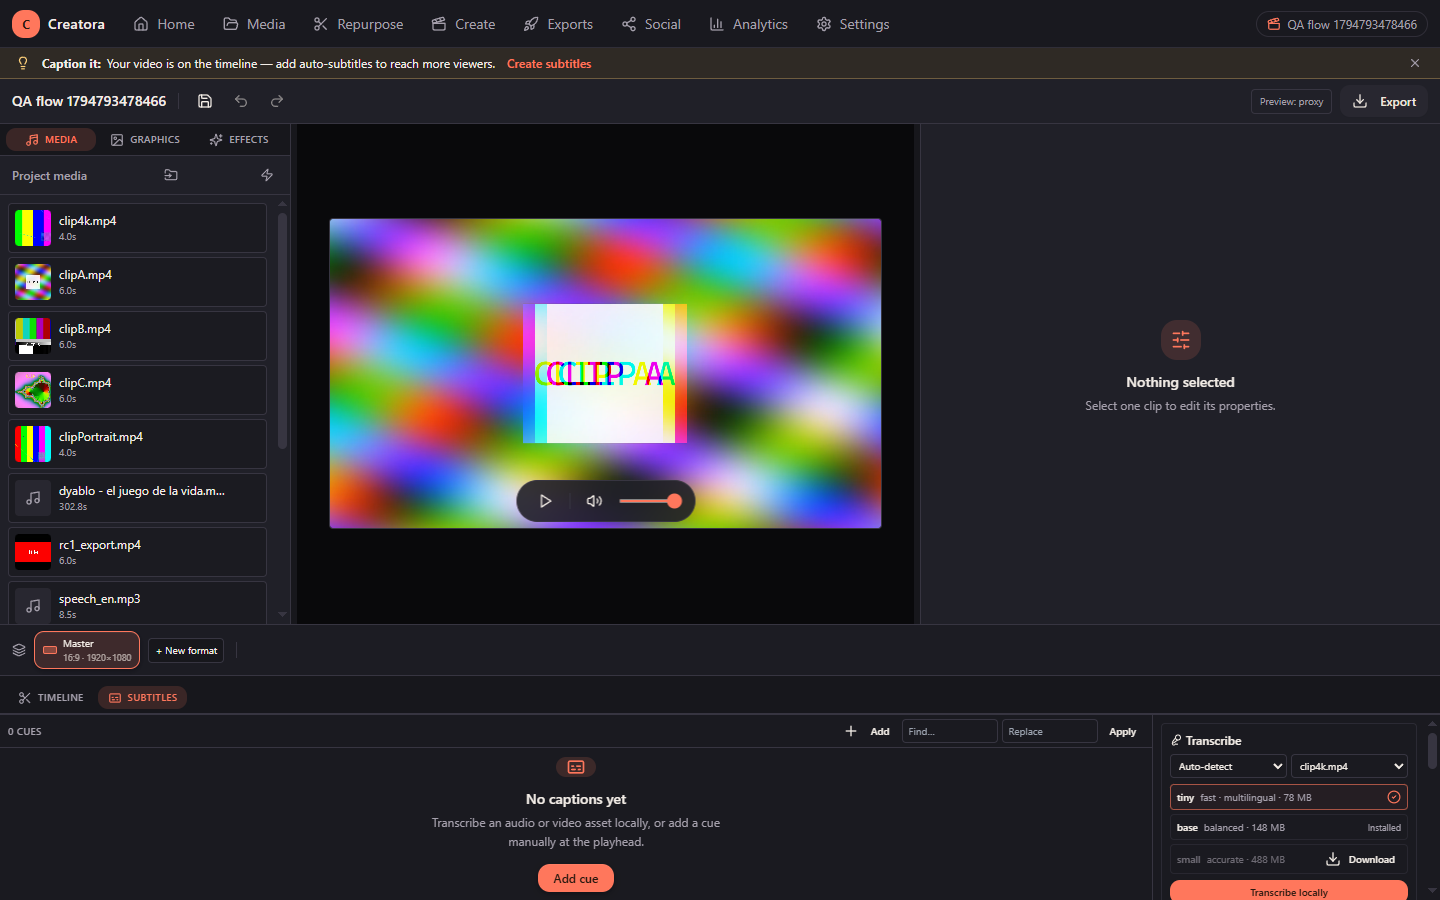 C Creatora Home Media Repurpose Create Exports Social Analytics Settings QA flow 1794793478466
Caption it: Your video is on the timeline — add auto-subtitles to reach more viewers. Create subtitles
QA flow 1794793478466 Preview: proxy Export
MEDIA GRAPHICS EFFECTS
Project media
clip4k.mp4
4.0s
clipA.mp4
6.0s
clipB.mp4
6.0s
clipC.mp4
6.0s
clipPortrait.mp4
4.0s
dyablo - el juego de la vida.m...
302.8s
rc1_export.mp4
6.0s
speech_en.mp3
8.5s
Nothing selected
Select one clip to edit its properties.
Master
16:9 · 1920×1080
+ New format
TIMELINE SUBTITLES
0 CUES Add Find... Replace Apply
No captions yet
Transcribe an audio or video asset locally, or add a cue
manually at the playhead.
Add cue
Transcribe
Auto-detect clip4k.mp4
tiny fast · multilingual · 78 MB
base balanced · 148 MB Installed
small accurate · 488 MB Download
Transcribe locally